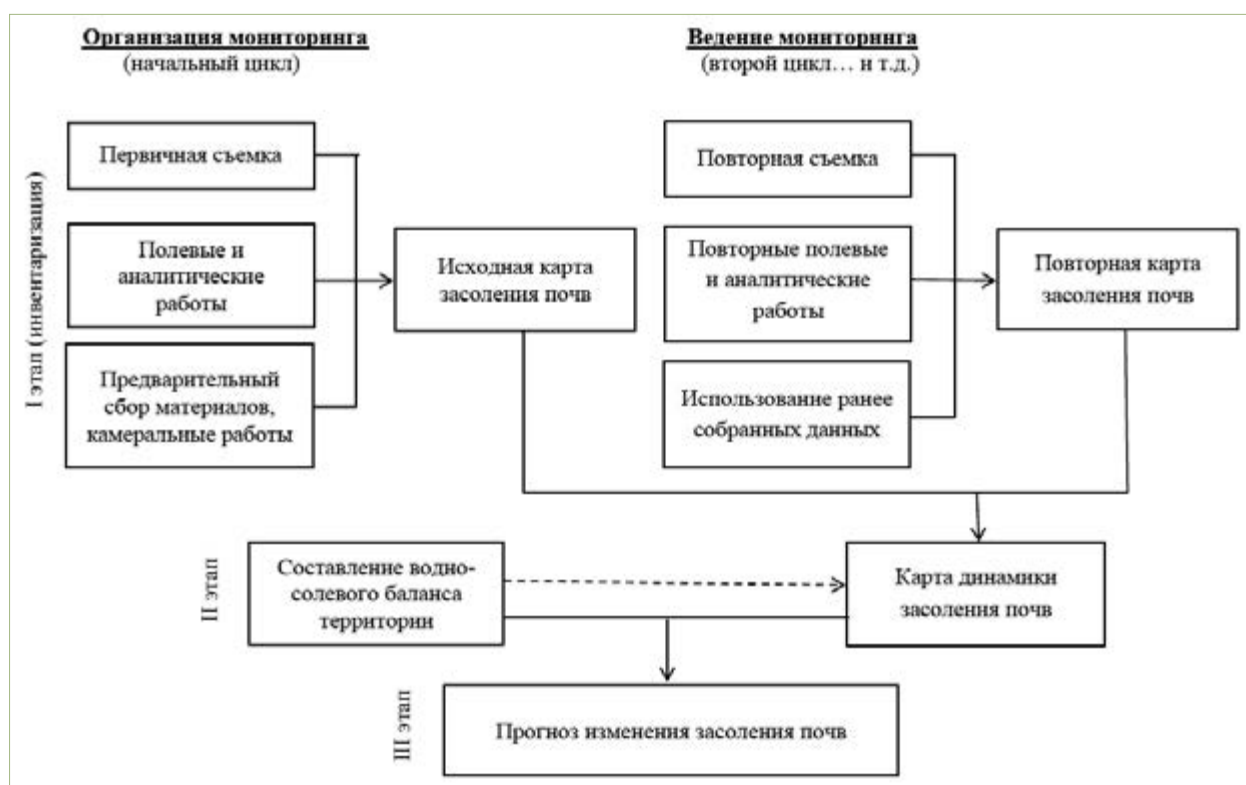 Организация мониторинга
(начальный цикл)
Ведение мониторинга
(второй цикл… и т.д.)
I этап (инвентаризация)
Первичная съемка
Полевые и
аналитические
работы
Предварительный
сбор материалов,
камеральные работы
Исходная карта
засоления почв
Повторная съемка
Повторные полевые
и аналитические
работы
Использование ранее
собранных данных
Повторная карта
засоления почв
II этап
Составление водно-
солевого баланса
территории
Карта динамики
засоления почв
III этап
Прогноз изменения засоления почв